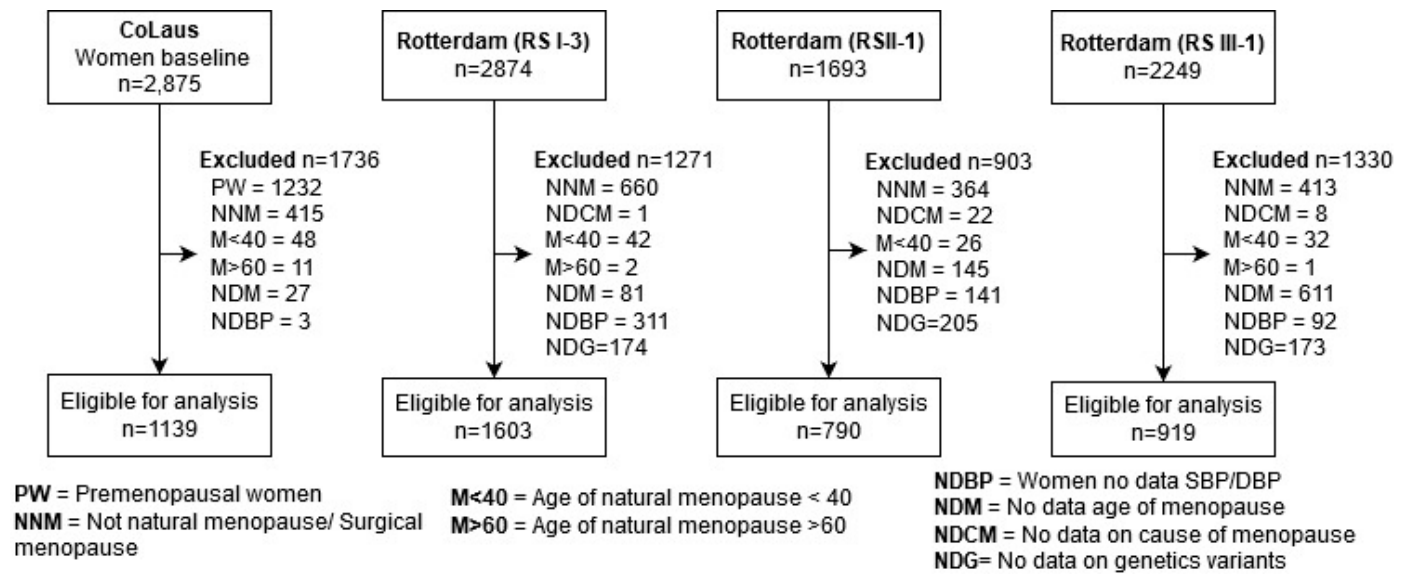 CoLaus
Women baseline
n=2,875
Excluded n=1736
PW = 1232
NNM = 415
M<40 = 48
M>60 = 11
NDM = 27
NDBP = 3
Eligible for analysis
n=1139
Rotterdam (RS I-3)
n=2874
Excluded n=1271
NNM = 660
NDCM = 1
M<40 = 42
M>60 = 2
NDM = 81
NDBP = 311
NDG=174
Eligible for analysis
n=1603
Rotterdam (RSII-1)
n=1693
Excluded n=903
NNM = 364
NDCM = 22
M<40 = 26
NDM = 145
NDBP = 141
NDG=205
Eligible for analysis
n=790
Rotterdam (RS III-1)
n=2249
Excluded n=1330
NNM = 413
NDCM = 8
M<40 = 32
M>60 = 1
NDM = 611
NDBP = 92
NDG=173
Eligible for analysis
n=919
PW = Premenopausal women
NNM = Not natural menopause/ Surgical
menopause
M<40 = Age of natural menopause < 40
M>60 = Age of natural menopause >60
NDBP = Women no data SBP/DBP
NDM = No data age of menopause
NDCM = No data on cause of menopause
NDG= No data on genetics variants